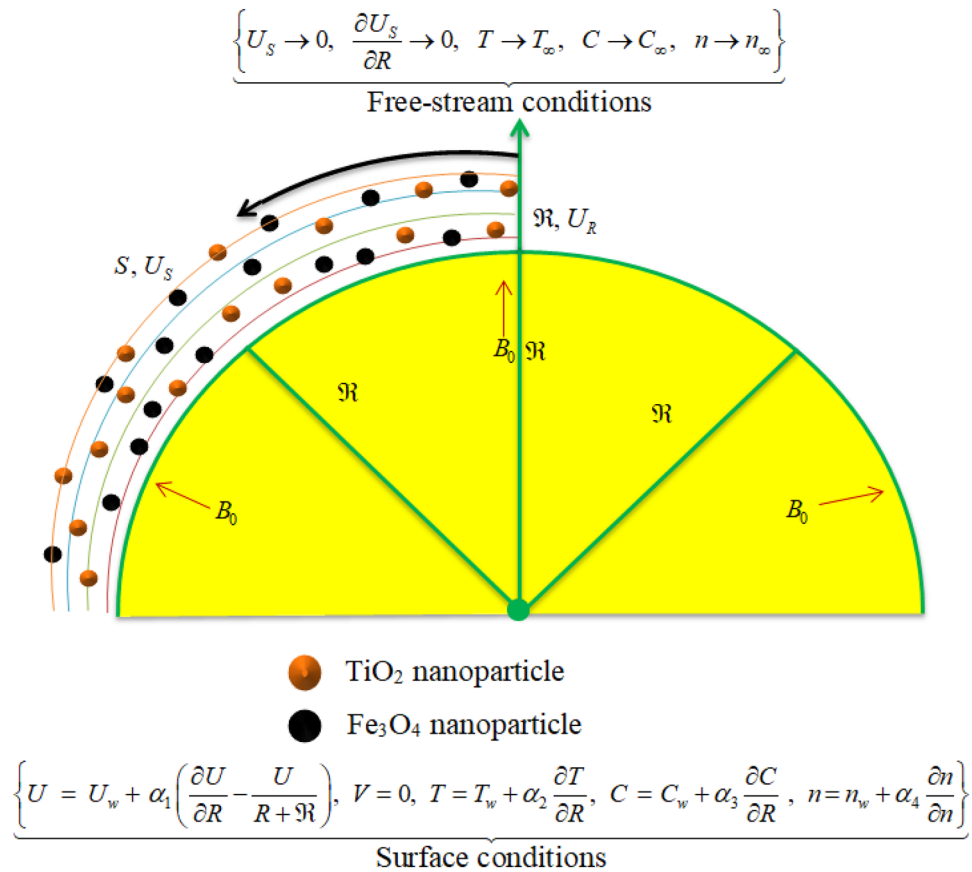 {U_S → 0, ∂U_S/∂R → 0, T → T_∞, C → C_∞, n → n_∞}
Free-stream conditions
ℜ, U_R
S, U_S
B_0 ℜ
ℜ ℜ
B_0 B_0
TiO₂ nanoparticle
Fe₃O₄ nanoparticle
{U = U_w + α_1(∂U/∂R − U/(R + ℜ)), V = 0, T = T_w + α_2 ∂T/∂R, C = C_w + α_3 ∂C/∂R, n = n_w + α_4 ∂n/∂n}
Surface conditions